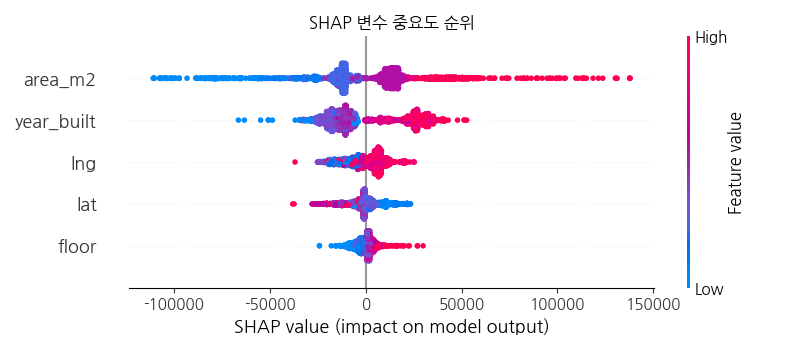 SHAP 변수 중요도 순위
High
area_m2
year_built
lng
lat
floor
Feature value
Low
-100000 -50000 0 50000 100000 150000
SHAP value (impact on model output)